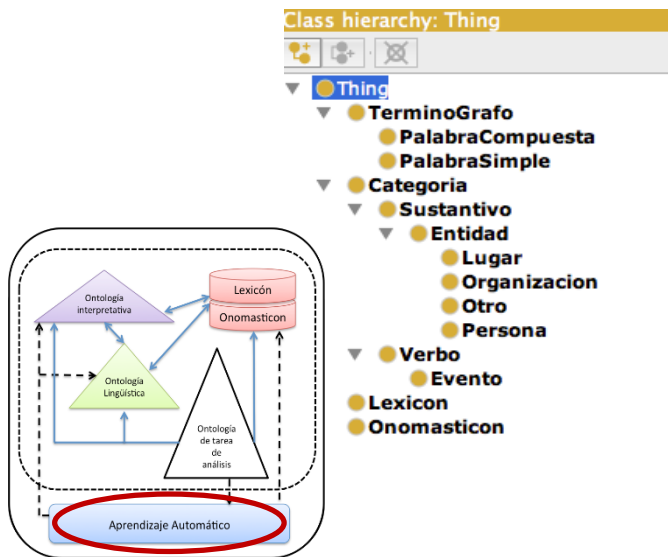 Class hierarchy: Thing
Thing
TerminoGrafo
PalabraCompuesta
PalabraSimple
Categoria
Sustantivo
Entidad
Lugar
Organizacion
Otro
Persona
Verbo
Evento
Lexicon
Onomasticon
Ontología
interpretativa
Lexicón
Onomasticon
Ontología
Lingüística
Ontología
de tarea
de
análisis
Aprendizaje Automático